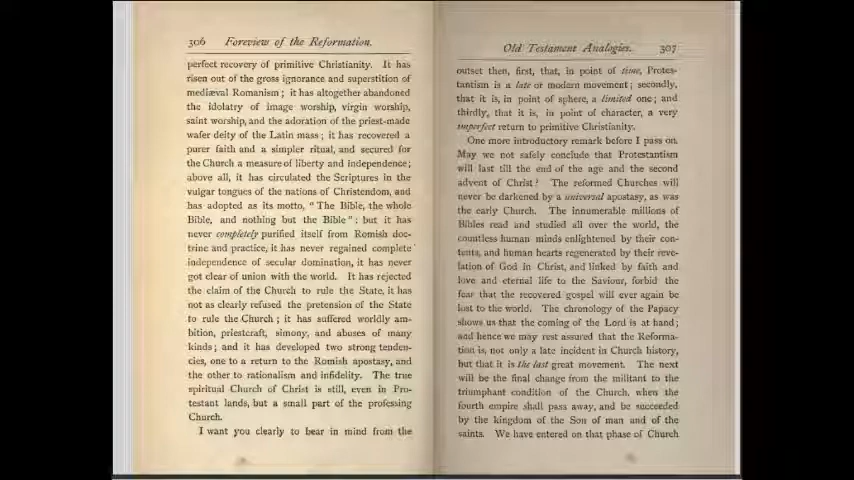 306 Foreview of the Reformation.
perfect recovery of primitive Christianity. It has
risen out of the gross ignorance and superstition of
mediæval Romanism; it has altogether abandoned
the idolatry of image worship, virgin worship,
saint worship, and the adoration of the priest-made
wafer deity of the Latin mass; it has recovered a
purer faith and a simpler ritual, and secured for
the Church a measure of liberty and independence;
above all, it has circulated the Scriptures in the
vulgar tongues of the nations of Christendom, and
has adopted as its motto, "The Bible, the whole
Bible, and nothing but the Bible": but it has
never completely purified itself from Romish doc-
trine and practice, it has never regained complete
independence of secular domination, it has never
got clear of union with the world. It has rejected
the claim of the Church to rule the State, it has
not as clearly refused the pretension of the State
to rule the Church; it has suffered worldly am-
bition, priestcraft, simony, and abuses of many
kinds; and it has developed two strong tenden-
cies, one to a return to the Romish apostasy, and
the other to rationalism and infidelity. The true
spiritual Church of Christ is still, even in Pro-
testant lands, but a small part of the professing
Church.
I want you clearly to bear in mind from the
Old Testament Analogies. 307
outset then, first, that, in point of time, Protes-
tantism is a late or modern movement; secondly,
that it is, in point of sphere, a limited one; and
thirdly, that it is, in point of character, a very
imperfect return to primitive Christianity.
One more introductory remark before I pass on.
May we not safely conclude that Protestantism
will last till the end of the age and the second
advent of Christ? The reformed Churches will
never be darkened by a universal apostasy, as was
the early Church. The innumerable millions of
Bibles read and studied all over the world, the
countless human minds enlightened by their con-
tents, and human hearts regenerated by their reve-
lation of God in Christ, and linked by faith and
love and eternal life to the Saviour, forbid the
fear that the recovered gospel will ever again be
lost to the world. The chronology of the Papacy
shows us that the coming of the Lord is at hand;
and hence we may rest assured that the Reforma-
tion is, not only a late incident in Church history,
but that it is the last great movement. The next
will be the final change from the militant to the
triumphant condition of the Church, when the
fourth empire shall pass away, and be succeeded
by the kingdom of the Son of man and of the
saints. We have entered on that phase of Church